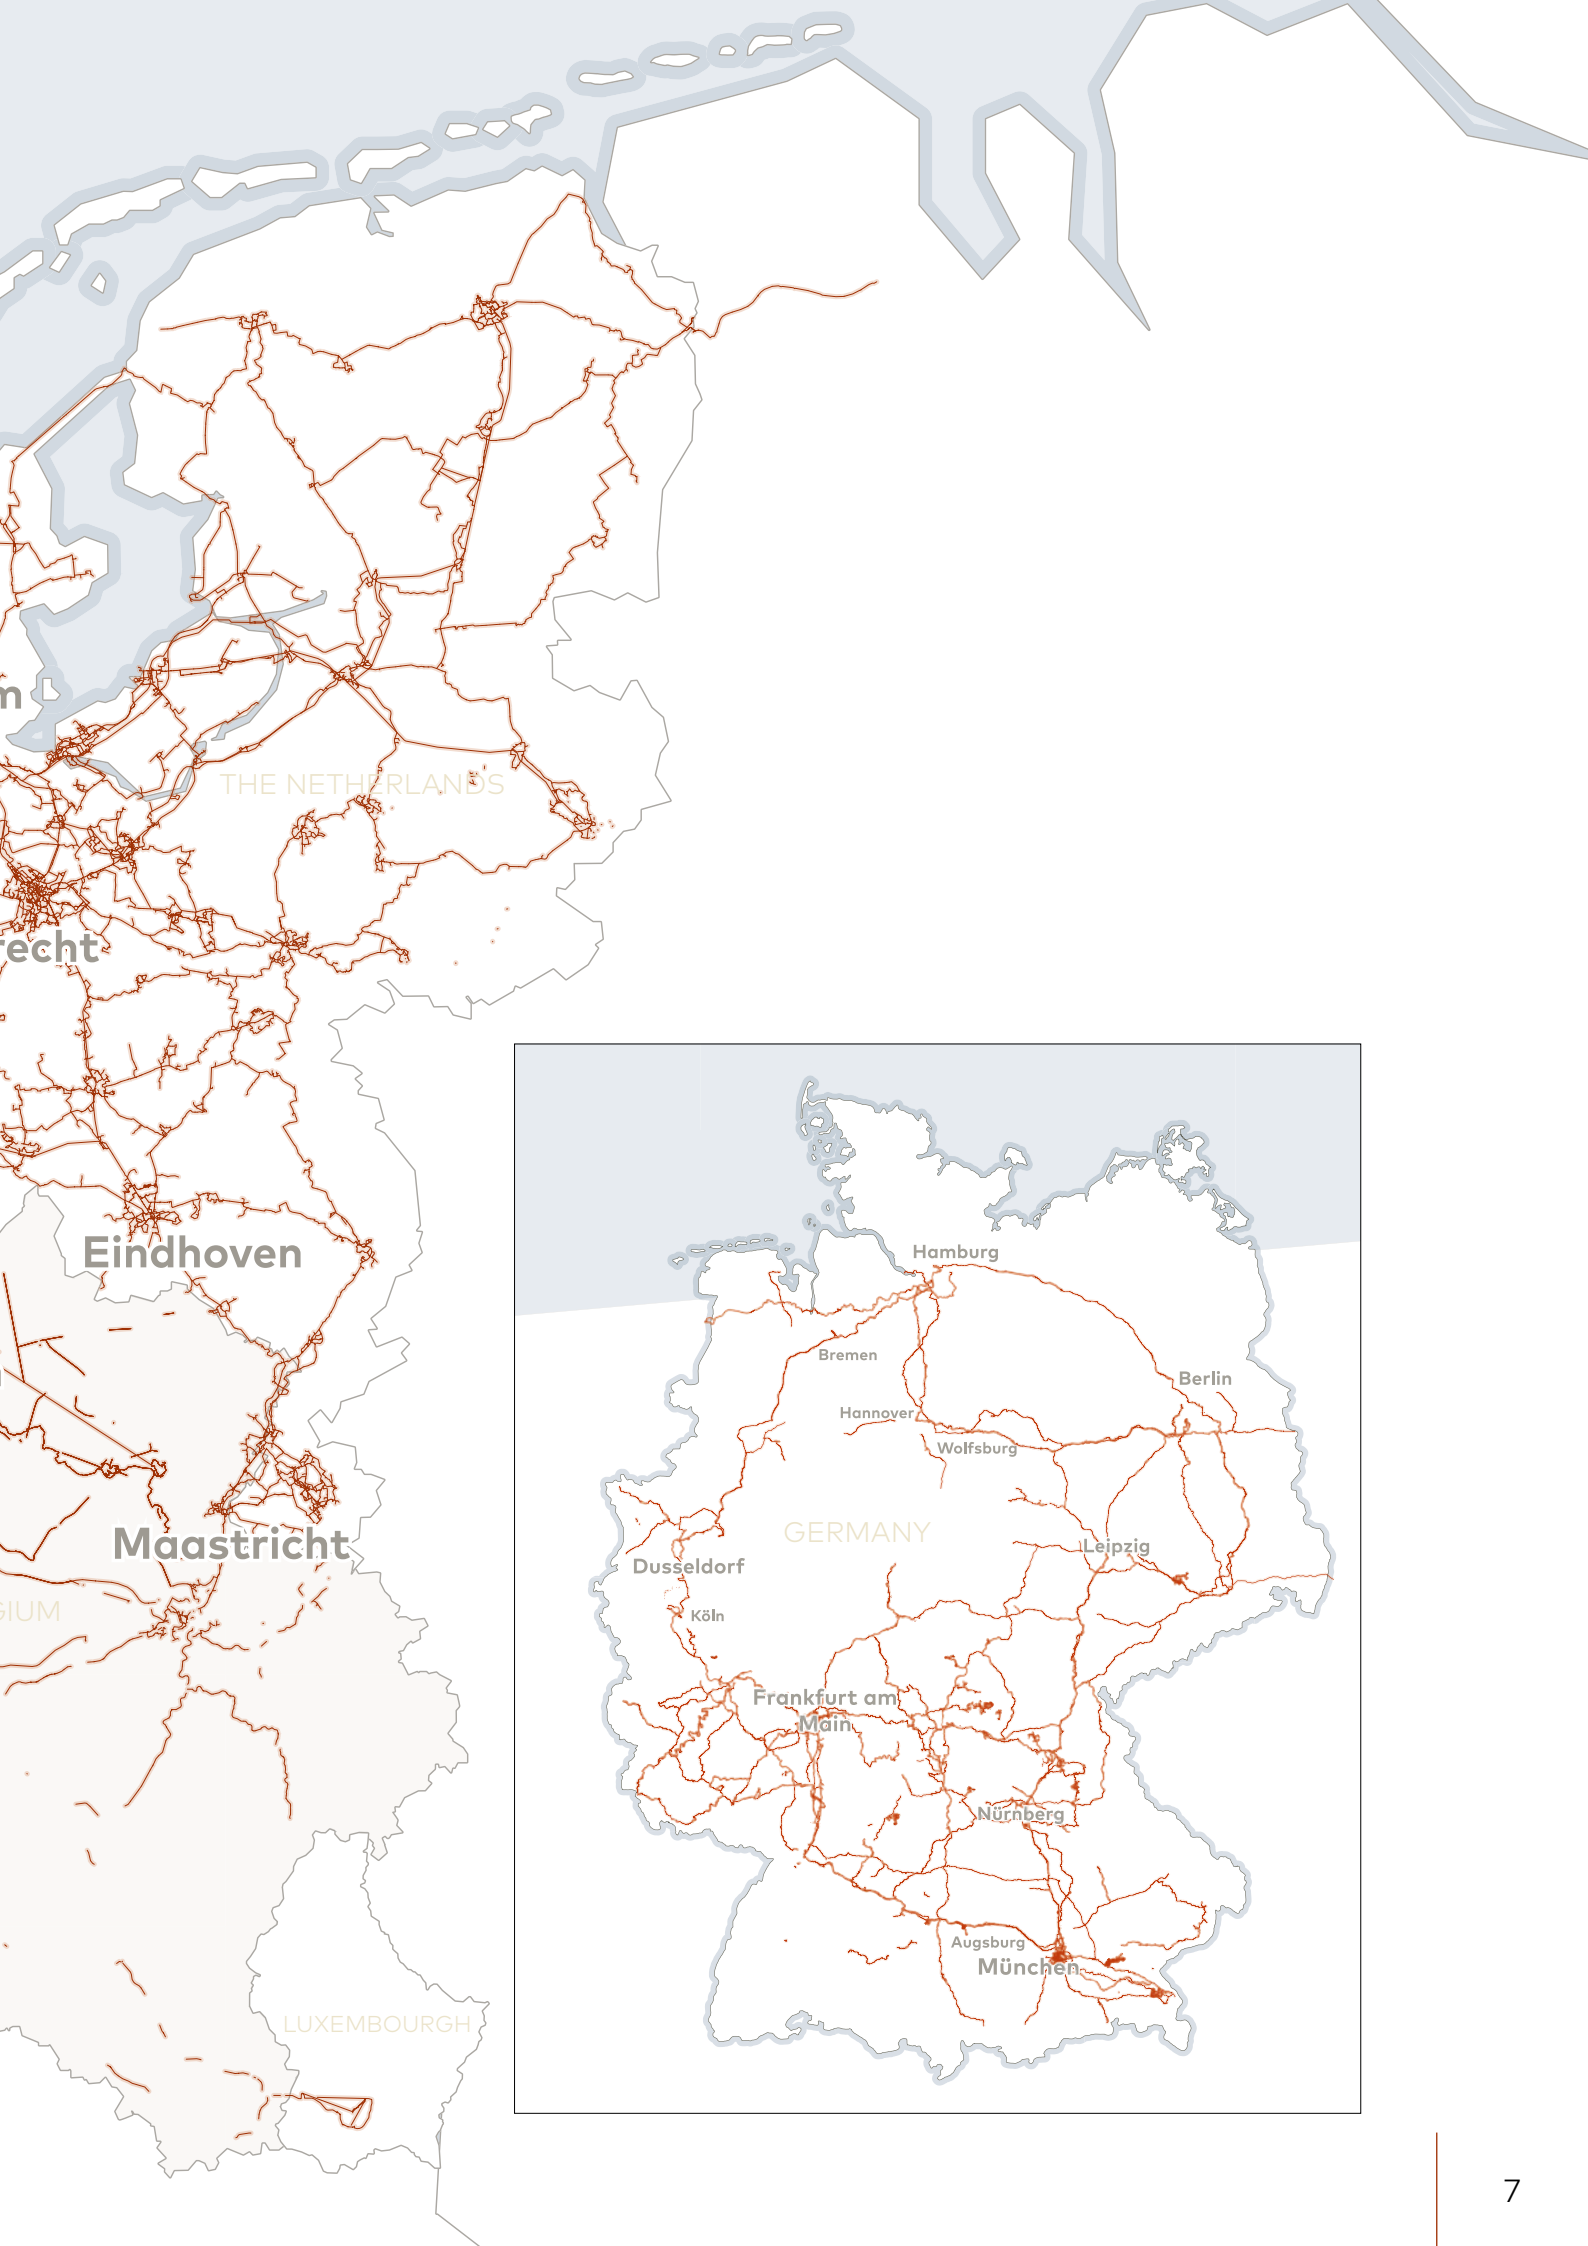 m
THE NETHERLANDS
recht
Eindhoven
Maastricht
GIUM
LUXEMBOURGH
Hamburg
Bremen
Berlin
Hannover
Wolfsburg
GERMANY
Leipzig
Dusseldorf
Köln
Frankfurt am
Main
Nürnberg
Augsburg
München
7